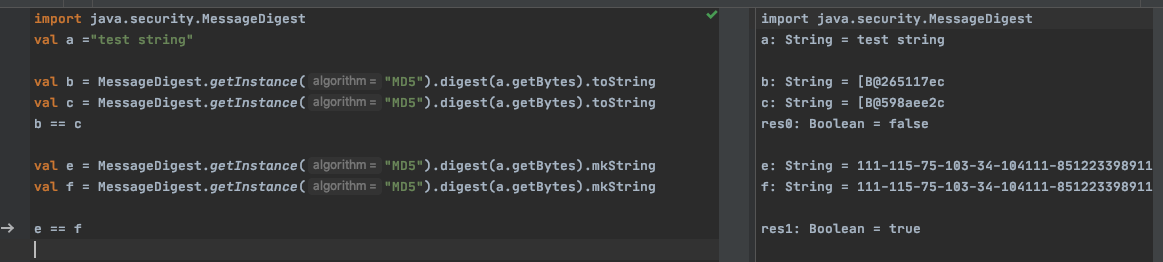 import java.security.MessageDigest
val a ="test string"
val b = MessageDigest.getInstance( algorithm = "MD5").digest(a.getBytes).toString
val c = MessageDigest.getInstance( algorithm = "MD5").digest(a.getBytes).toString
b == c
val e = MessageDigest.getInstance( algorithm = "MD5").digest(a.getBytes).mkString
val f = MessageDigest.getInstance( algorithm = "MD5").digest(a.getBytes).mkString
e == f
import java.security.MessageDigest
a: String = test string
b: String = [B@265117ec
c: String = [B@598aee2c
res0: Boolean = false
e: String = 111-115-75-103-34-104111-851223398911
f: String = 111-115-75-103-34-104111-851223398911
res1: Boolean = true